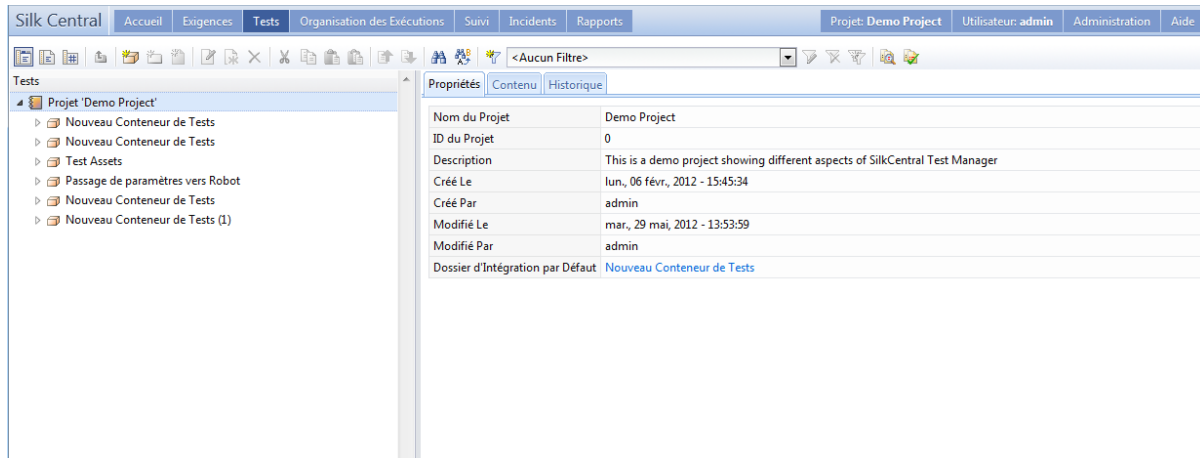 Silk Central Accueil Exigences Tests Organisation des Exécutions Suivi Incidents Rapports Projet: Demo Project Utilisateur: admin Administration Aide
<Aucun Filtre>
Tests
Projet 'Demo Project'
Nouveau Conteneur de Tests
Nouveau Conteneur de Tests
Test Assets
Passage de paramètres vers Robot
Nouveau Conteneur de Tests
Nouveau Conteneur de Tests (1)
Propriétés Contenu Historique
Nom du Projet Demo Project
ID du Projet 0
Description This is a demo project showing different aspects of SilkCentral Test Manager
Créé Le lun., 06 févr., 2012 - 15:45:34
Créé Par admin
Modifié Le mar., 29 mai, 2012 - 13:53:59
Modifié Par admin
Dossier d'Intégration par Défaut Nouveau Conteneur de Tests